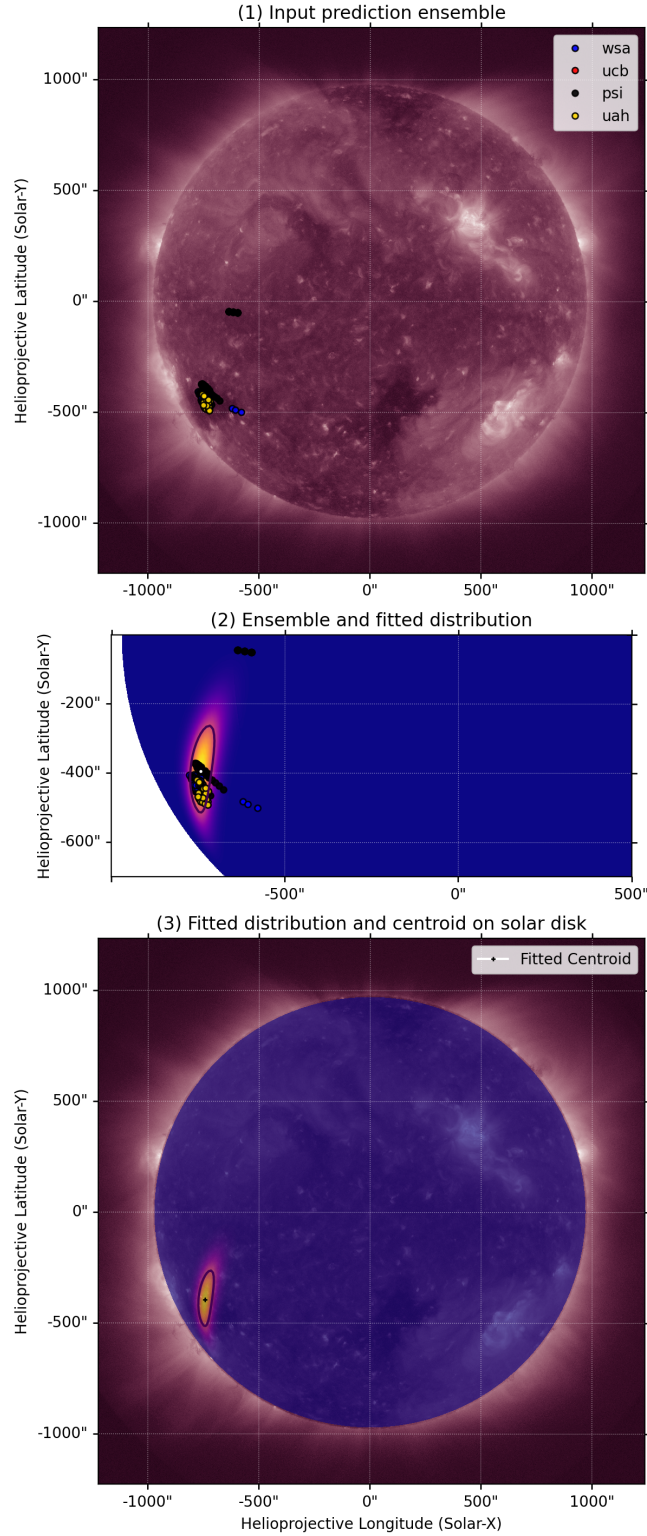 (1) Input prediction ensemble
wsa
ucb
psi
uah
1000"
500"
0"
-500"
-1000"
Helioprojective Latitude (Solar-Y)
-1000" -500" 0" 500" 1000"
(2) Ensemble and fitted distribution
-200"
-400"
-600"
Helioprojective Latitude (Solar-Y)
-500" 0" 500"
(3) Fitted distribution and centroid on solar disk
Fitted Centroid
1000"
500"
0"
-500"
-1000"
Helioprojective Latitude (Solar-Y)
-1000" -500" 0" 500" 1000"
Helioprojective Longitude (Solar-X)